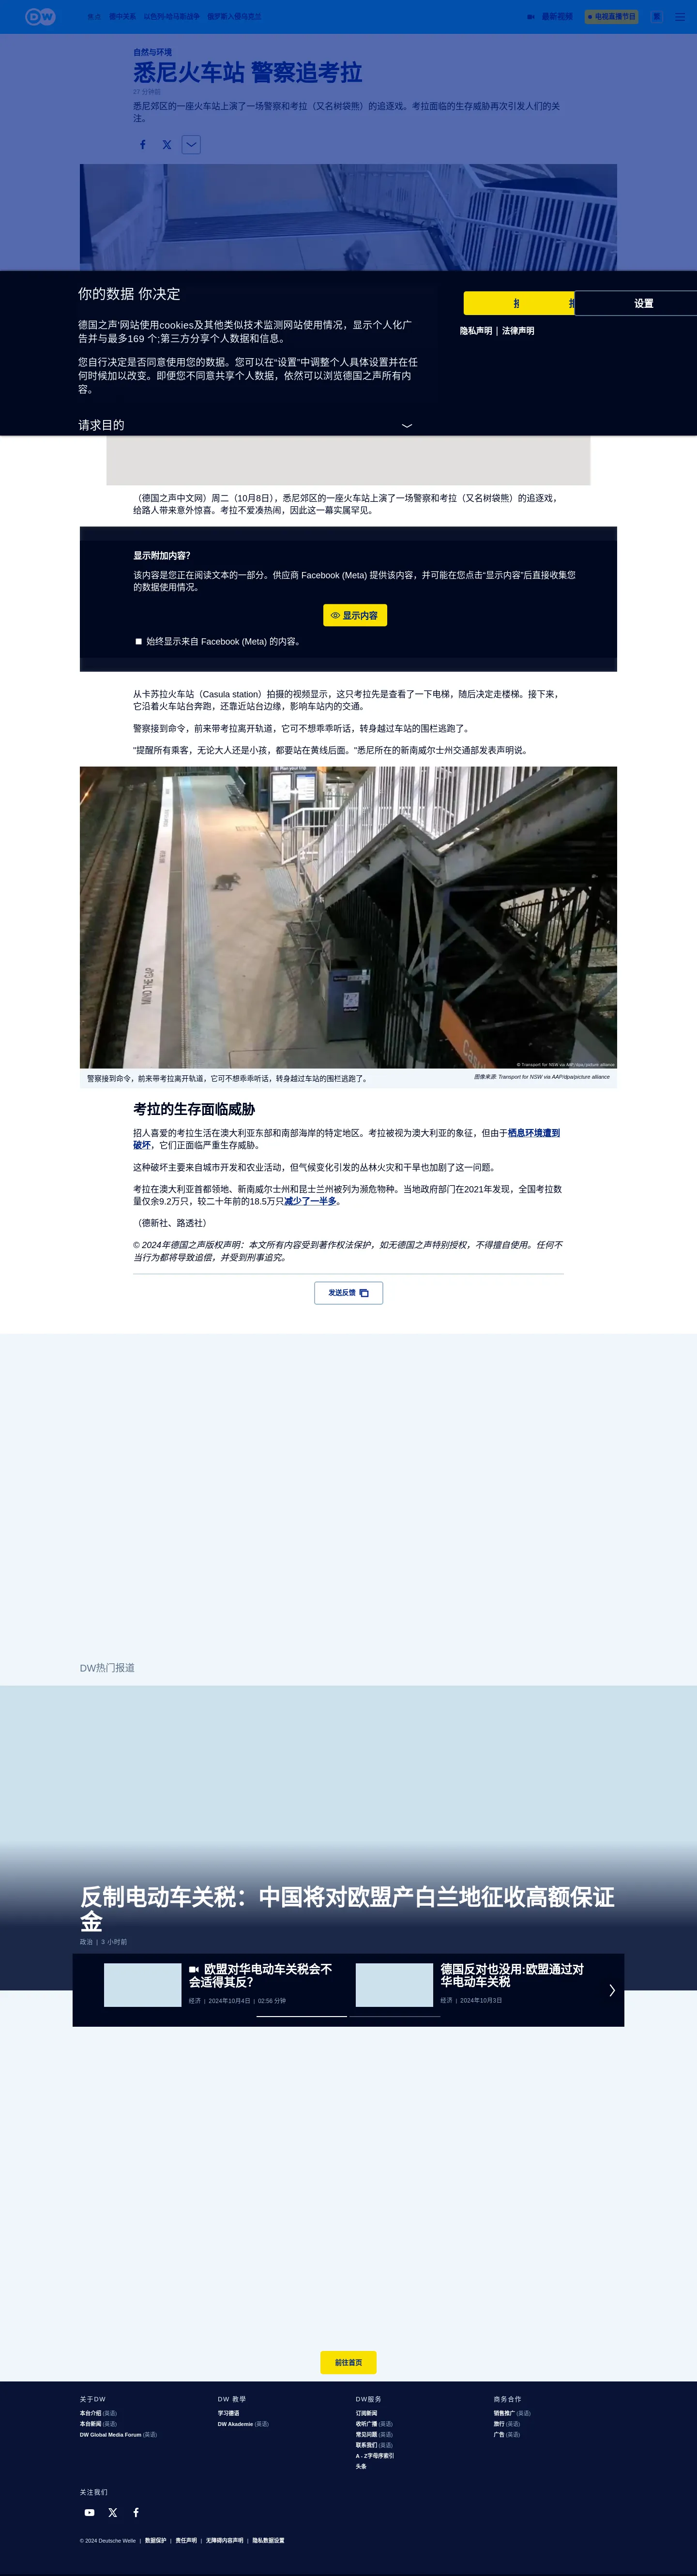 DW
焦点
德中关系
以色列-哈马斯战争
俄罗斯入侵乌克兰
最新视频
电视直播节目
繁
自然与环境
悉尼火车站 警察追考拉
悉尼郊区的一座火车站上演了一场警察和考拉（又名树袋熊）的追逐戏。考拉面临的生存威胁再次引发人们的关
注。
你的数据 你决定
设置
隐私声明 | 法律声明
德国之声'网站使用cookies及其他类似技术监测网站使用情况，显示个人化广
告并与最多169 个;第三方分享个人数据和信息。
您自行决定是否同意使用您的数据。您可以在"设置"中调整个人具体设置并在任
何时候加以改变。即便您不同意共享个人数据，依然可以浏览德国之声所有内
容。
请求目的
（德国之声中文网）周二（10月8日），悉尼郊区的一座火车站上演了一场警察和考拉（又名树袋熊）的追逐戏，
给路人带来意外惊喜。考拉不爱凑热闹，因此这一幕实属罕见。
显示附加内容?
该内容是您正在阅读文本的一部分。供应商 Facebook (Meta) 提供该内容，并可能在您点击"显示内容"后直接收集您
的数据使用情况。
显示内容
始终显示来自 Facebook (Meta) 的内容。
从卡苏拉火车站（Casula station）拍摄的视频显示，这只考拉先是查看了一下电梯，随后决定走楼梯。接下来，
它沿着火车站台奔跑，还靠近站台边缘，影响车站内的交通。
警察接到命令，前来带考拉离开轨道，它可不想乖乖听话，转身越过车站的围栏逃跑了。
"提醒所有乘客，无论大人还是小孩，都要站在黄线后面。"悉尼所在的新南威尔士州交通部发表声明说。
MIND THE GAP
Casu
© Transport for NSW via AAP/dpa/picture alliance
警察接到命令，前来带考拉离开轨道，它可不想乖乖听话，转身越过车站的围栏逃跑了。
图像来源: Transport for NSW via AAP/dpa/picture alliance
考拉的生存面临威胁
招人喜爱的考拉生活在澳大利亚东部和南部海岸的特定地区。考拉被视为澳大利亚的象征，但由于栖息环境遭到
破坏，它们正面临严重生存威胁。
这种破坏主要来自城市开发和农业活动，但气候变化引发的丛林火灾和干旱也加剧了这一问题。
考拉在澳大利亚首都领地、新南威尔士州和昆士兰州被列为濒危物种。当地政府部门在2021年发现，全国考拉数
量仅余9.2万只，较二十年前的18.5万只减少了一半多。
（德新社、路透社）
© 2024年德国之声版权声明：本文所有内容受到著作权法保护，如无德国之声特别授权，不得擅自使用。任何不
当行为都将导致追偿，并受到刑事追究。
发送反馈
DW热门报道
反制电动车关税：中国将对欧盟产白兰地征收高额保证
金
政治 | 3 小时前
欧盟对华电动车关税会不
会适得其反？
经济 | 2024年10月4日 | 02:56 分钟
德国反对也没用:欧盟通过对
华电动车关税
经济 | 2024年10月3日
前往首页
关于DW
本台介绍 (英语)
本台新闻 (英语)
DW Global Media Forum (英语)
DW 教學
学习德语
DW Akademie (英语)
DW服务
订阅新闻
收听广播 (英语)
常见问题 (英语)
联系我们 (英语)
A - Z字母序索引
头条
商务合作
销售推广 (英语)
旅行 (英语)
广告 (英语)
关注我们
© 2024 Deutsche Welle | 数据保护 | 责任声明 | 无障碍内容声明 | 隐私数据设置